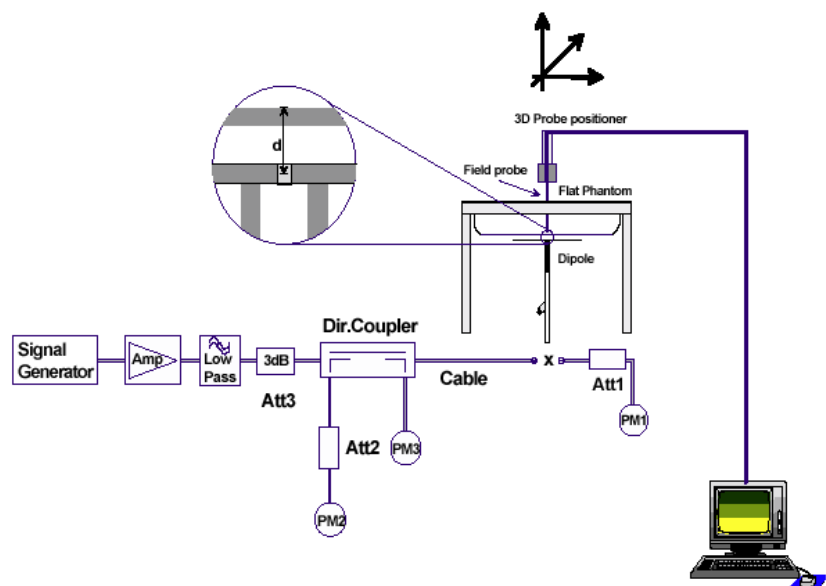 3D Probe positioner
d
Field probe
Flat Phantom
Dipole
Dir.Coupler
Signal
Generator
Amp
Low
Pass
3dB
Cable
x
Att3
Att1
PM1
Att2
PM3
PM2